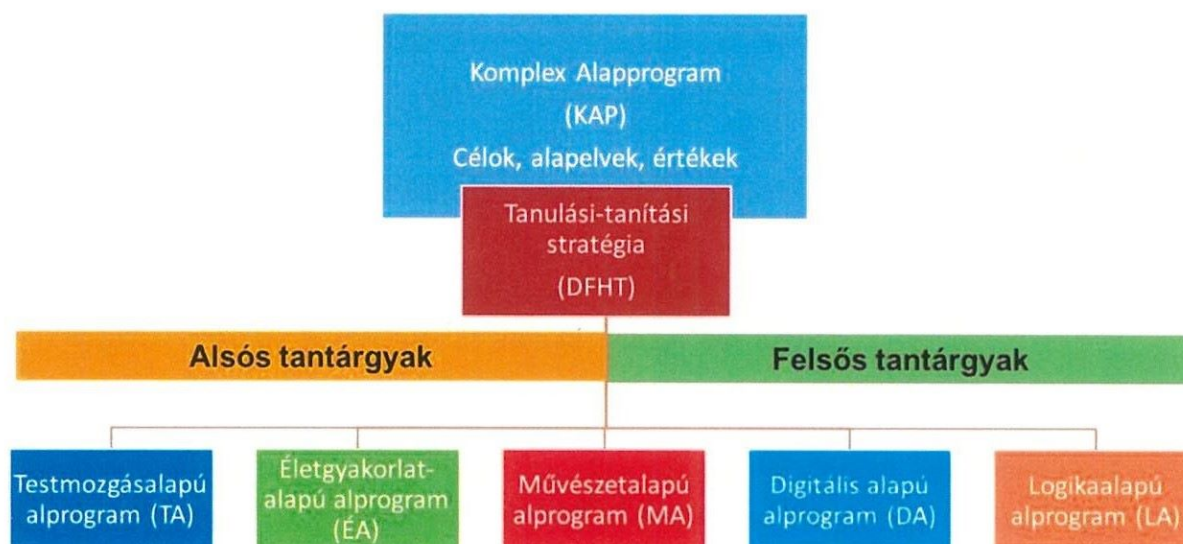 Komplex Alapprogram
(KAP)
Célok, alapelvek, értékek
Tanulási-tanítási
stratégia
(DFHT)
Alsós tantárgyak
Felsős tantárgyak
Testmozgásalapú
alprogram (TA)
Életgyakorlat-
alapú alprogram
(ÉA)
Művészetalapú
alprogram (MA)
Digitális alapú
alprogram (DA)
Logikaalapú
alprogram (LA)